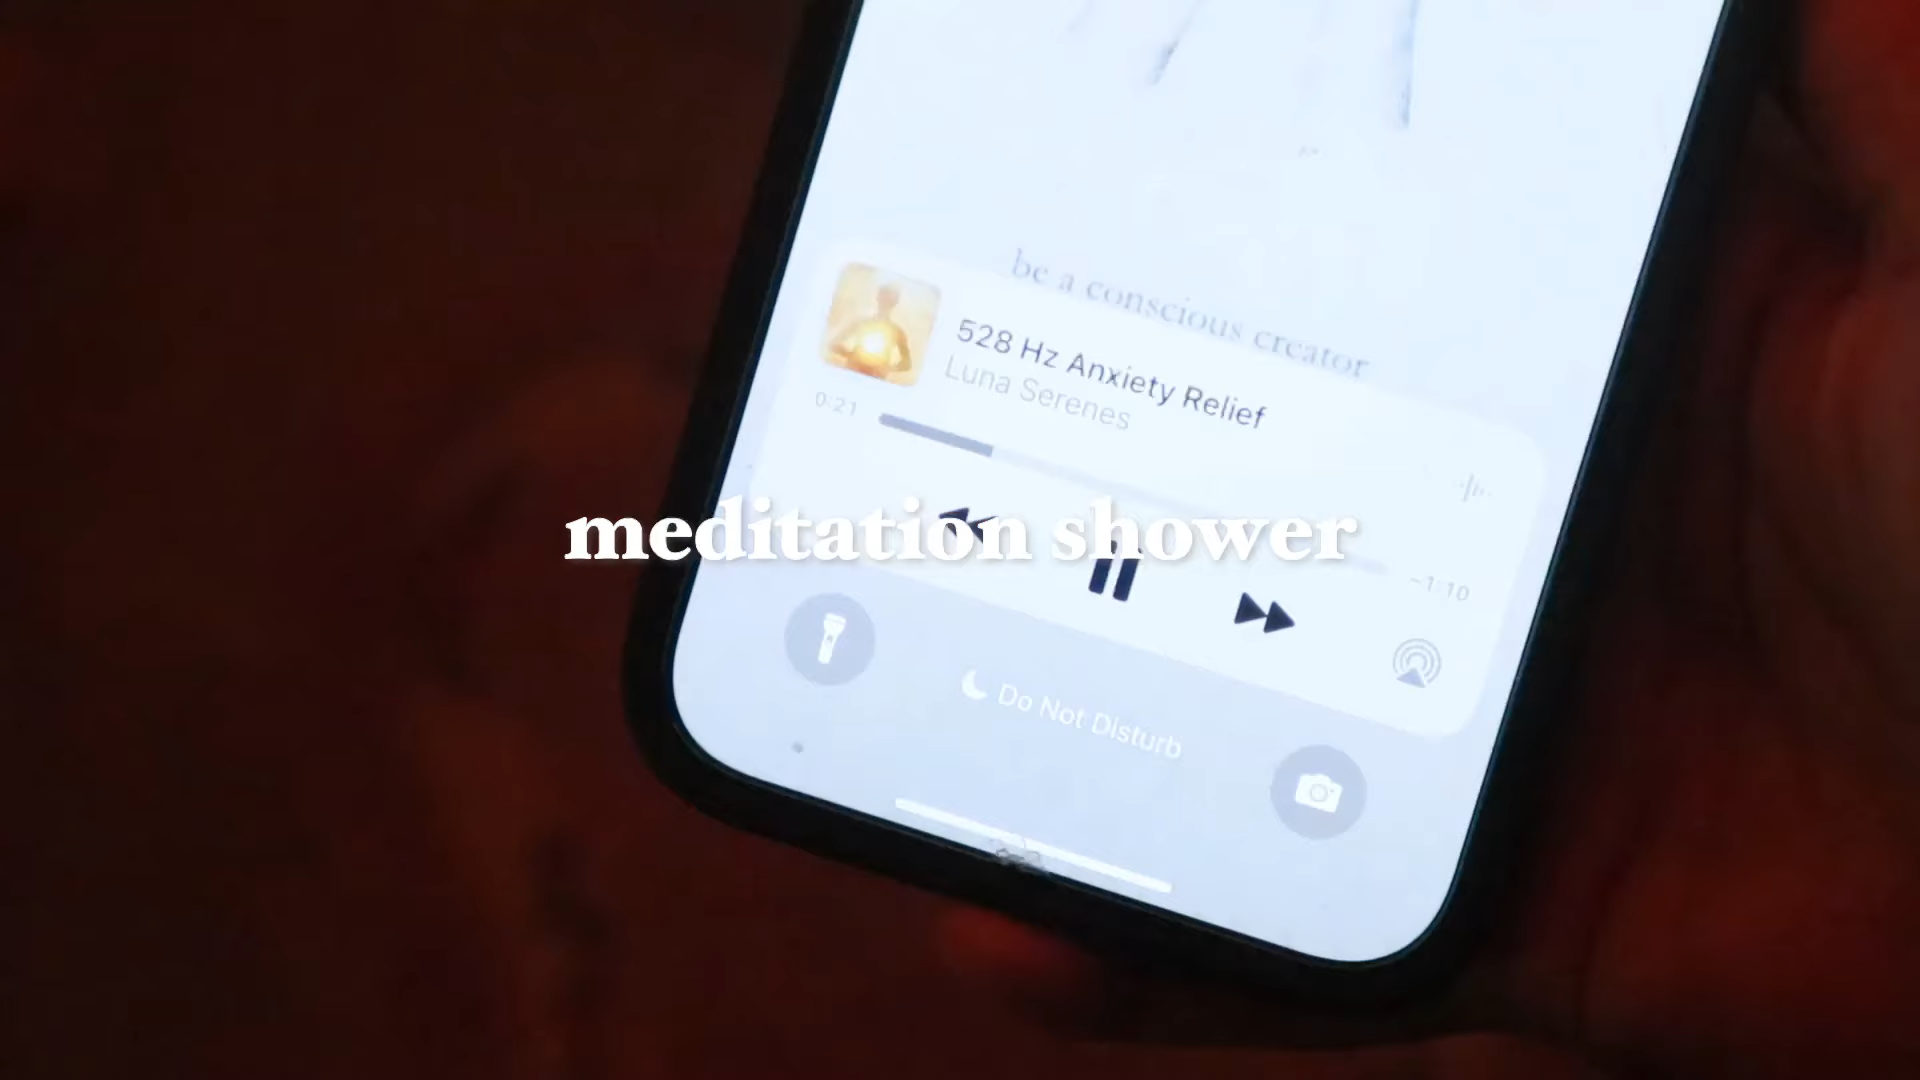 be a conscious creator
528 Hz Anxiety Relief
Luna Serenes
0:21
-1:10
meditation shower
Do Not Disturb